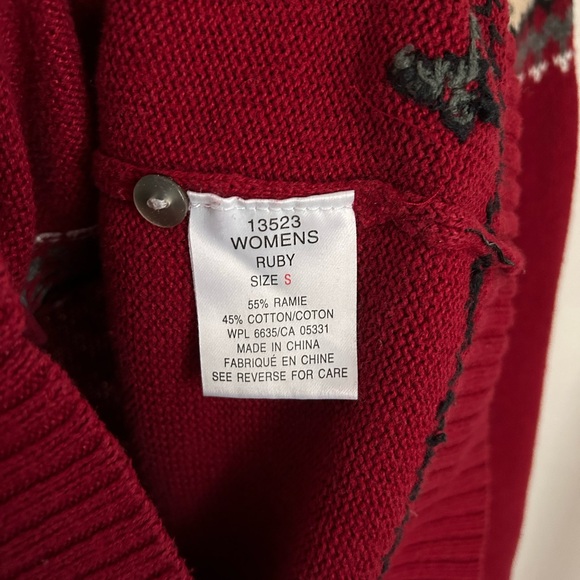 13523
WOMENS
RUBY
SIZE S
55% RAMIE
45% COTTON/COTON
WPL 6635/CA 05331
MADE IN CHINA
FABRIQUÉ EN CHINE
SEE REVERSE FOR CARE